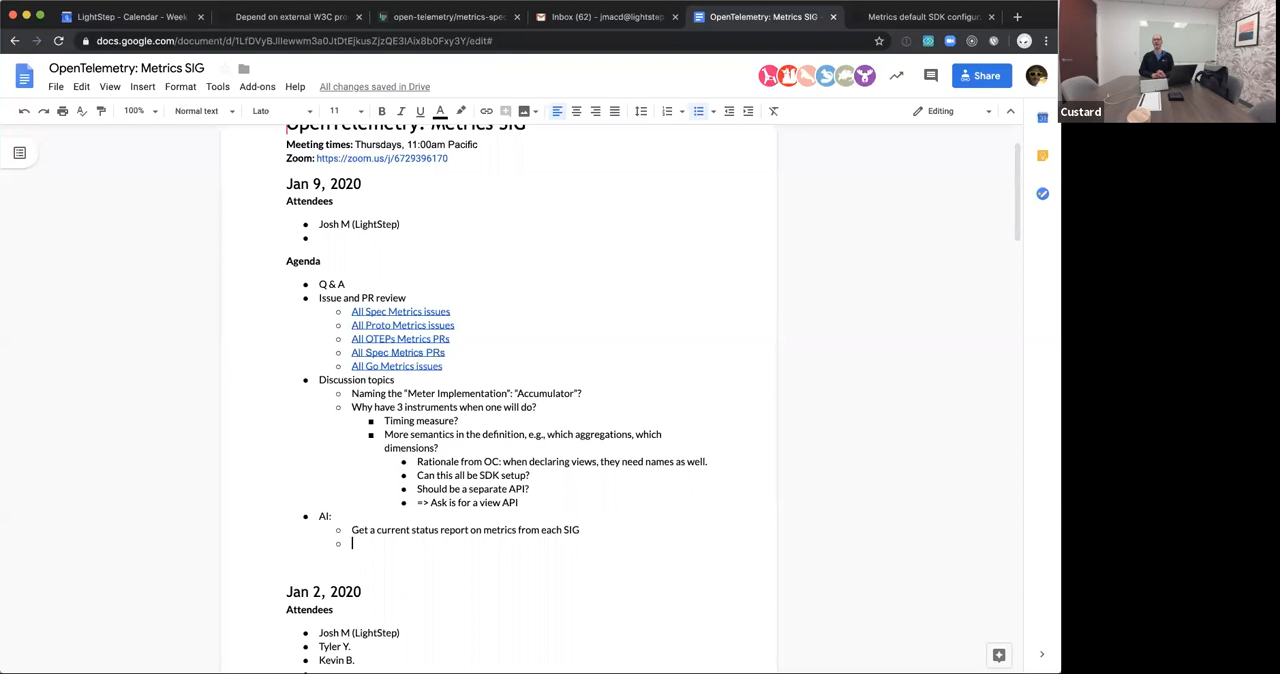 LightStep - Calendar - Week
Depend on external W3C pro
open-telemetry/metrics-spec
Inbox (62) - jmacd@lightstep
OpenTelemetry: Metrics SIG -
Metrics default SDK configur
docs.google.com/document/d/
OpenTelemetry: Metrics SIG
File Edit View Insert Format Tools Add-ons Help All changes saved in Drive
Share
100% Normal text Lato 11 Editing
Custard
OpenTelemetry: Metrics SIG
Meeting times: Thursdays, 11:00am Pacific
Zoom: https://zoom.us/j/6729396170
Jan 9, 2020
Attendees
● Josh M (LightStep)
●
Agenda
● Q & A
● Issue and PR review
○ All Spec Metrics issues
○ All Proto Metrics issues
○ All OTEPs Metrics PRs
○ All Spec Metrics PRs
○ All Go Metrics issues
● Discussion topics
○ Naming the "Meter Implementation": "Accumulator"?
○ Why have 3 instruments when one will do?
■ Timing measure?
■ More semantics in the definition, e.g., which aggregations, which
dimensions?
● Rationale from OC: when declaring views, they need names as well.
● Can this all be SDK setup?
● Should be a separate API?
● => Ask is for a view API
● AI:
○ Get a current status report on metrics from each SIG
○
Jan 2, 2020
Attendees
● Josh M (LightStep)
● Tyler Y.
● Kevin B.